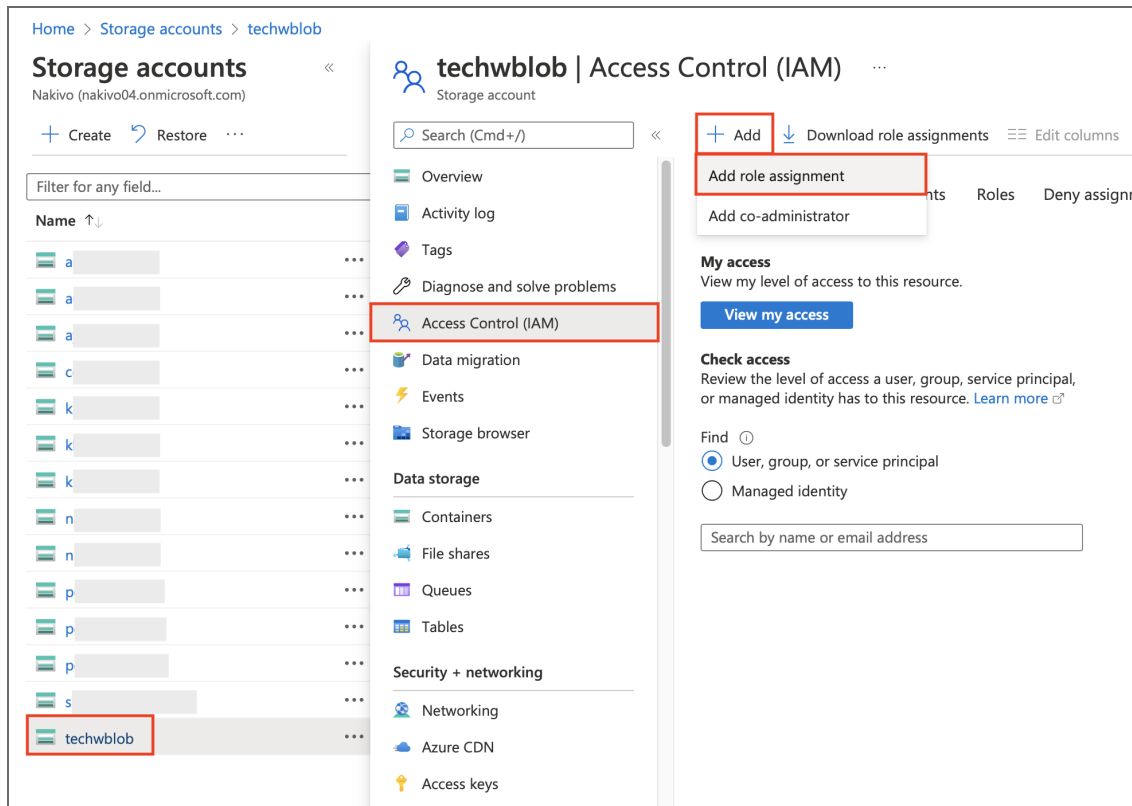 Home > Storage accounts > techwblob
Storage accounts
Nakivo (nakivo04.onmicrosoft.com)
Create Restore
Filter for any field...
Name
a
a
a
c
k
k
k
n
n
p
p
p
s
techwblob
techwblob | Access Control (IAM)
Storage account
Search (Cmd+/)
Overview
Activity log
Tags
Diagnose and solve problems
Access Control (IAM)
Data migration
Events
Storage browser
Data storage
Containers
File shares
Queues
Tables
Security + networking
Networking
Azure CDN
Access keys
Add Download role assignments Edit columns
Add role assignment
Add co-administrator
Roles Deny
My access
View my level of access to this resource.
View my access
Check access
Review the level of access a user, group, service principal,
or managed identity has to this resource. Learn more
Find
User, group, or service principal
Managed identity
Search by name or email address